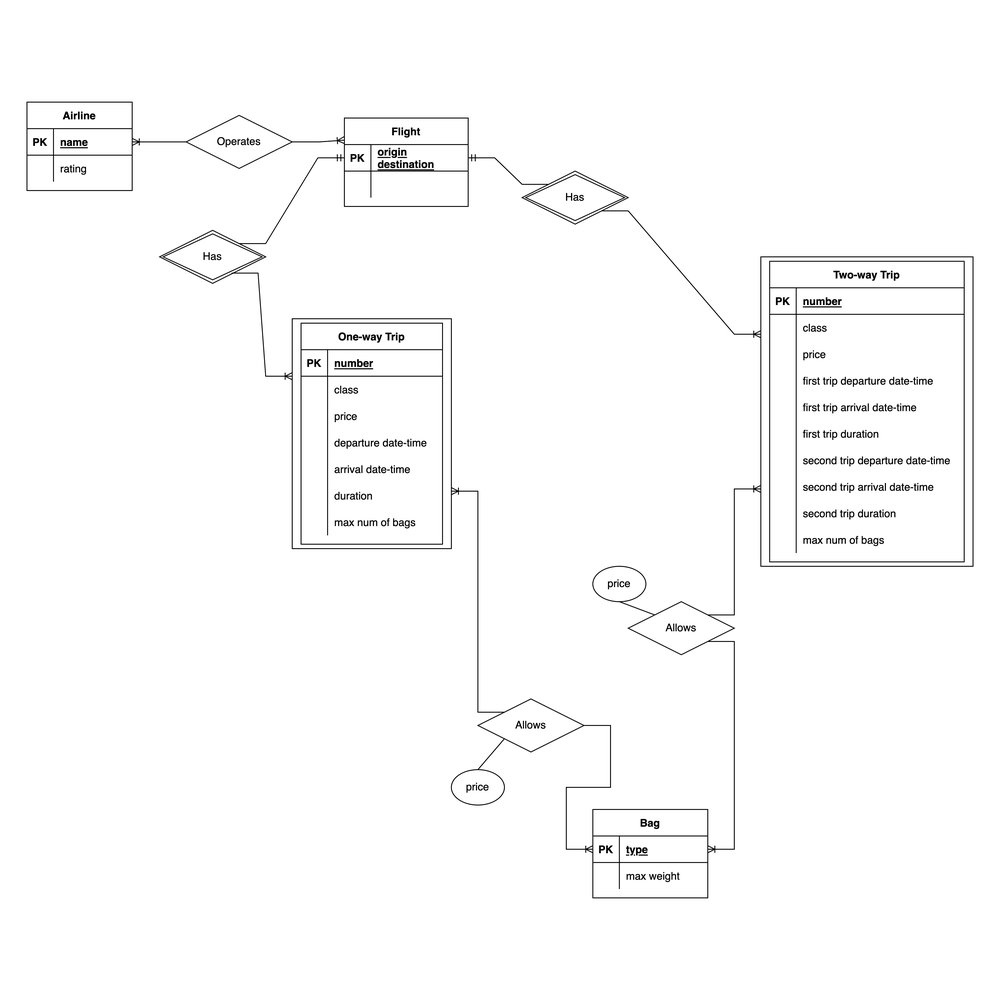 Airline
PK name
rating
Operates
Flight
PK origin
destination
Has
Has
One-way Trip
PK number
class
price
departure date-time
arrival date-time
duration
max num of bags
Two-way Trip
PK number
class
price
first trip departure date-time
first trip arrival date-time
first trip duration
second trip departure date-time
second trip arrival date-time
second trip duration
max num of bags
price
Allows
Allows
price
Bag
PK type
max weight